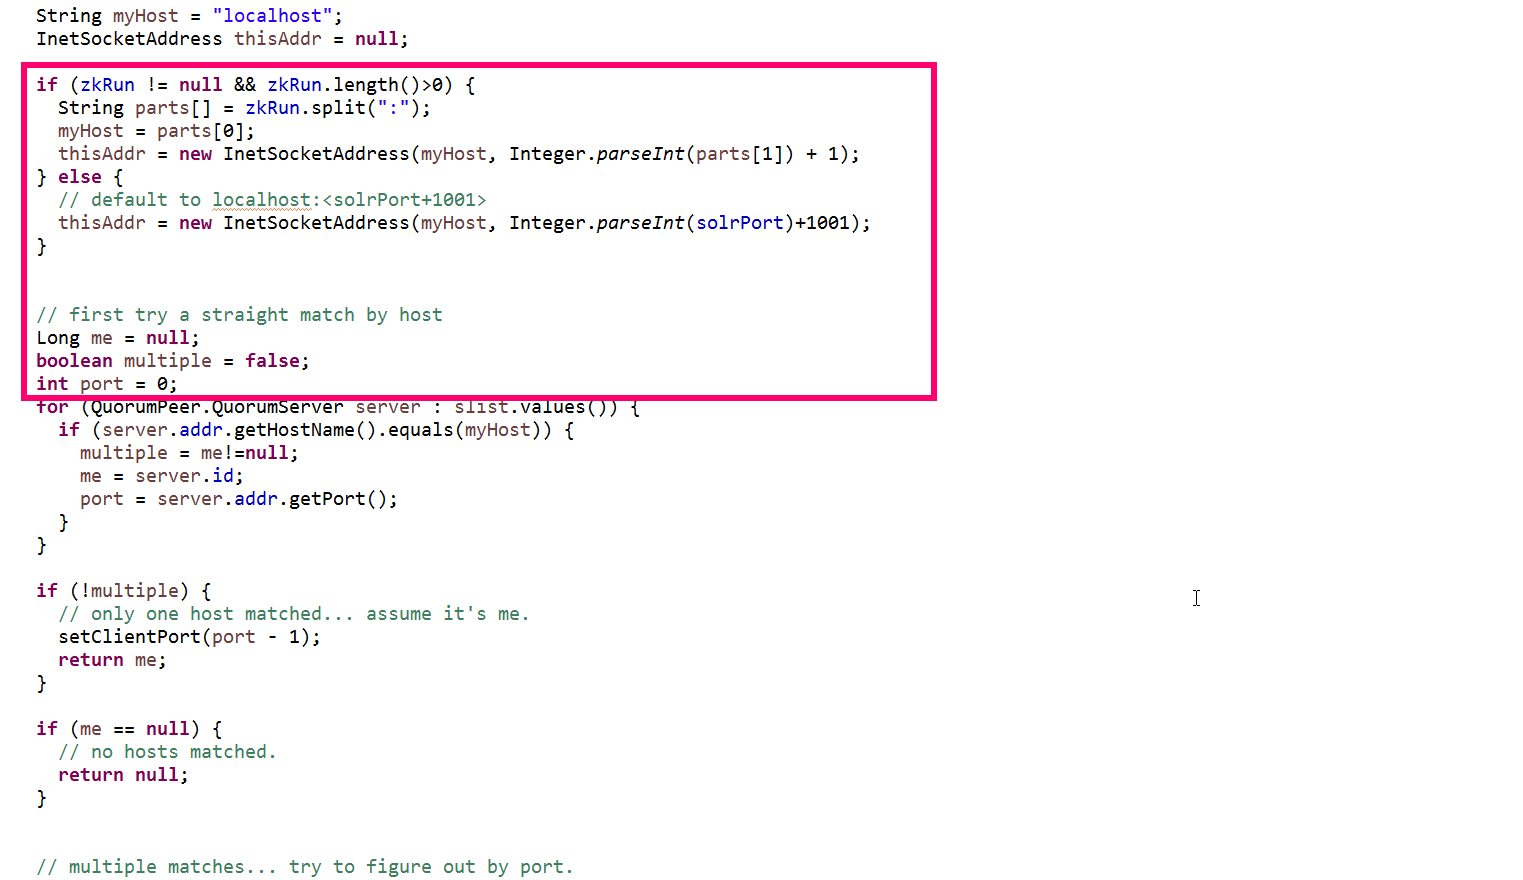 String myHost = "localhost";
InetSocketAddress thisAddr = null;
if (zkRun != null && zkRun.length()>0) {
String parts[] = zkRun.split(":");
myHost = parts[0];
thisAddr = new InetSocketAddress(myHost, Integer.parseInt(parts[1]) + 1);
} else {
// default to localhost:<solrPort+1001>
thisAddr = new InetSocketAddress(myHost, Integer.parseInt(solrPort)+1001);
}
// first try a straight match by host
Long me = null;
boolean multiple = false;
int port = 0;
for (QuorumPeer.QuorumServer server : slist.values()) {
if (server.addr.getHostName().equals(myHost)) {
multiple = me!=null;
me = server.id;
port = server.addr.getPort();
}
}
if (!multiple) {
// only one host matched... assume it's me.
setClientPort(port - 1);
return me;
}
if (me == null) {
// no hosts matched.
return null;
}
// multiple matches... try to figure out by port.